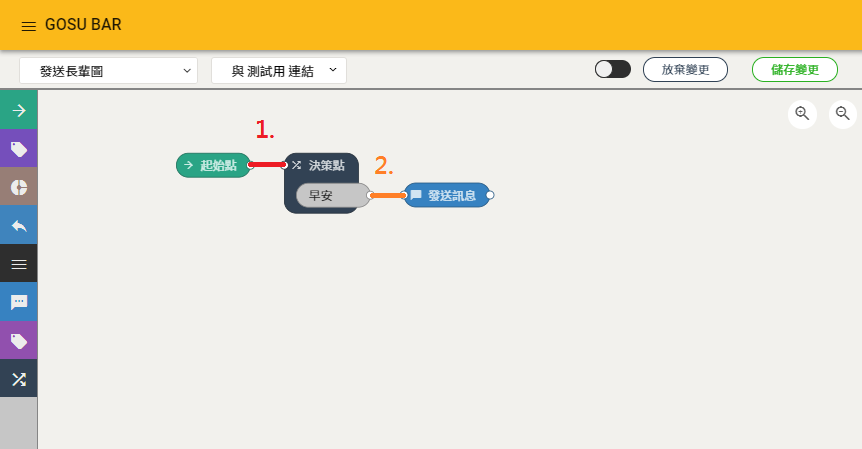 GOSU BAR
發送長輩圖
與 測試用 連結
放棄變更
儲存變更
1.
起始點
決策點
2.
早安
發送訊息